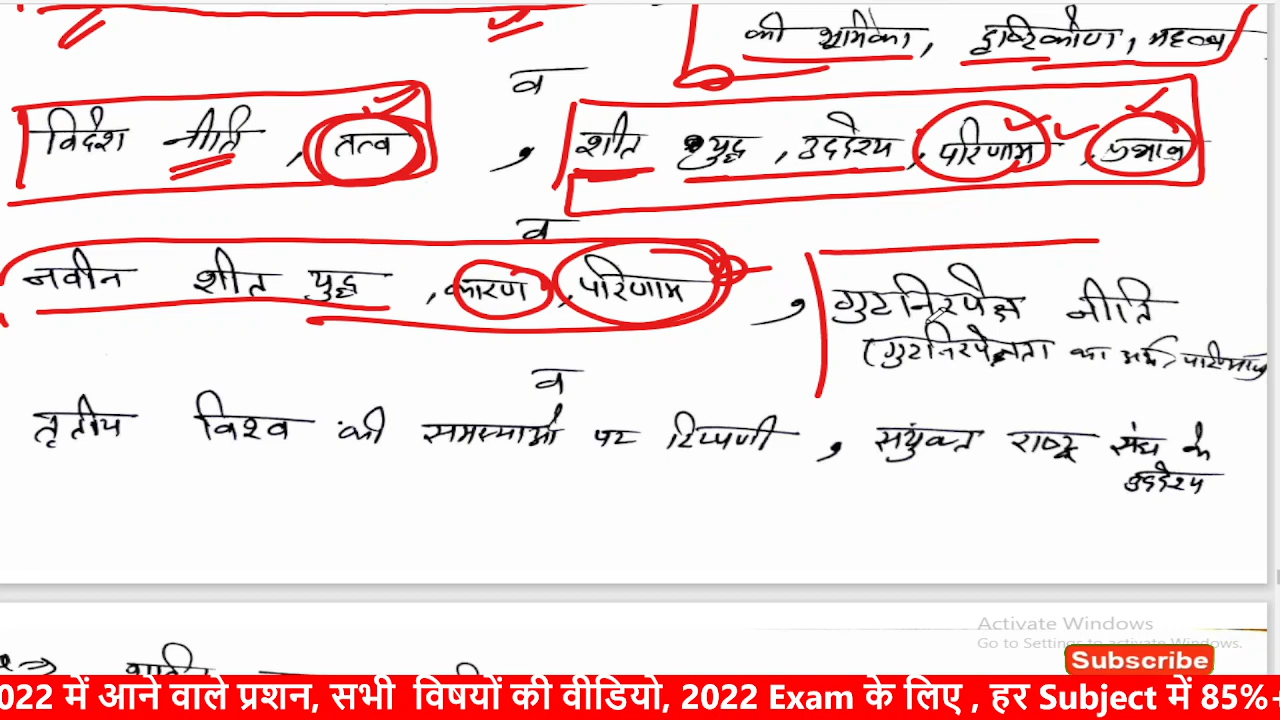 की भूमिका, दृष्टिकोण, महत्व
व
विदेश नीति, तत्व, शीत युद्ध, उद्देश्य, परिणाम, प्रभाव
व
नवीन शीत युद्ध, कारण, परिणाम, गुटनिरपेक्ष नीति
(गुटनिरपेक्षता का अर्थ, परिभाषा)
व
तृतीय विश्व की समस्याओं पर टिप्पणी, संयुक्त राष्ट्र संघ के
उद्देश्य
Activate Windows
Go to Settings to activate Windows.
Subscribe
2022 में आने वाले प्रशन, सभी विषयों की वीडियो, 2022 Exam के लिए , हर Subject में 85%